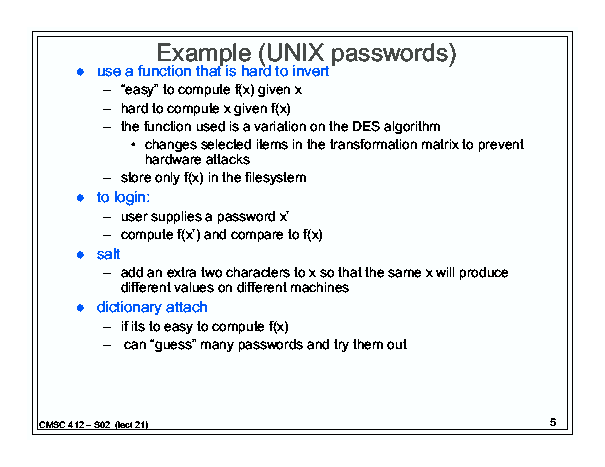 Example (UNIX passwords)
● use a function that is hard to invert
– “easy” to compute f(x) given x
– hard to compute x given f(x)
– the function used is a variation on the DES algorithm
• changes selected items in the transformation matrix to prevent
hardware attacks
– store only f(x) in the filesystem
● to login:
– user supplies a password x’
– compute f(x’) and compare to f(x)
● salt
– add an extra two characters to x so that the same x will produce
different values on different machines
● dictionary attach
– if its to easy to compute f(x)
– can “guess” many passwords and try them out
CMSC 412 – S02 (lect 21)
5